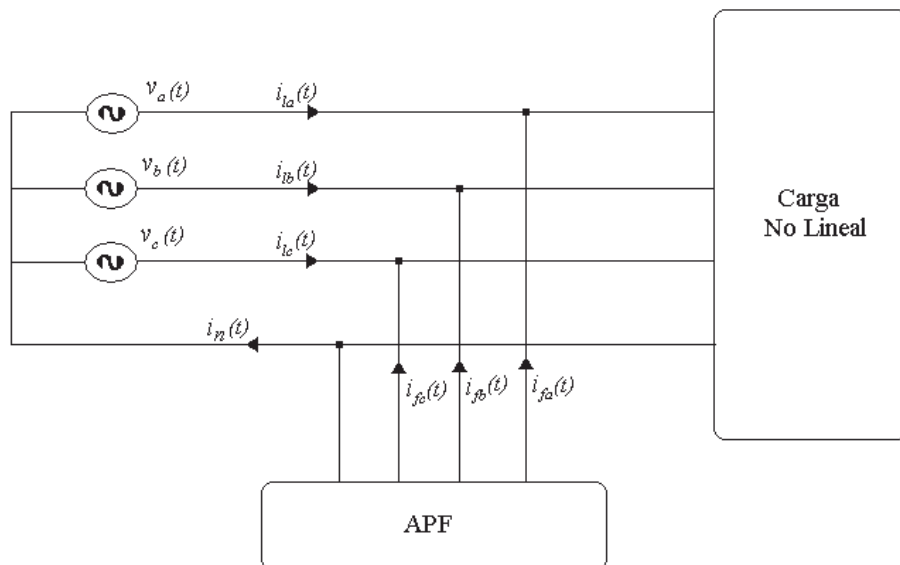 v_a(t)
i_la(t)
v_b(t)
i_lb(t)
v_c(t)
i_lc(t)
i_n(t)
i_fc(t)
i_fb(t)
i_fa(t)
Carga
No Lineal
APF